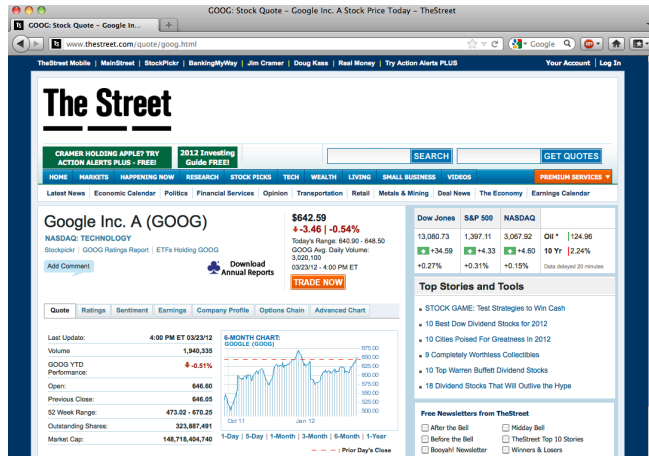 GOOG: Stock Quote – Google Inc. A Stock Price Today – TheStreet
Ts GOOG: Stock Quote – Google In... +
Ts www.thestreet.com/quote/goog.html
Google
ABP
TheStreet Mobile | MainStreet | StockPickr | BankingMyWay | Jim Cramer | Doug Kass | Real Money | Try Action Alerts PLUS Your Account | Log In
The Street
CRAMER HOLDING APPLE? TRY
ACTION ALERTS PLUS - FREE!
2012 Investing
Guide FREE!
SEARCH GET QUOTES
HOME MARKETS HAPPENING NOW RESEARCH STOCK PICKS TECH WEALTH LIVING SMALL BUSINESS VIDEOS PREMIUM SERVICES
Latest News Economic Calendar Politics Financial Services Opinion Transportation Retail Metals & Mining Deal News The Economy Earnings Calendar
Google Inc. A (GOOG)
NASDAQ: TECHNOLOGY
Stockpickr | GOOG Ratings Report | ETFs Holding GOOG
Add Comment
Download
Annual Reports
$642.59
-3.46 | -0.54%
Today's Range: 640.90 - 648.50
GOOG Avg. Daily Volume:
3,020,100
03/23/12 - 4:00 PM ET
TRADE NOW
Dow Jones S&P 500 NASDAQ
13,080.73 1,397.11 3,067.92 Oil * 124.96
+34.59 +4.33 +4.60 10 Yr 2.24%
+0.27% +0.31% +0.15% Data delayed 20 minutes
Top Stories and Tools
STOCK GAME: Test Strategies to Win Cash
10 Best Dow Dividend Stocks for 2012
10 Cities Poised For Greatness In 2012
9 Completely Worthless Collectibles
10 Top Warren Buffett Dividend Stocks
18 Dividend Stocks That Will Outlive the Hype
Quote Ratings Sentiment Earnings Company Profile Options Chain Advanced Chart
Last Update: 4:00 PM ET 03/23/12
Volume 1,940,335
GOOG YTD
Performance: -0.51%
Open: 646.60
Previous Close: 646.05
52 Week Range: 473.02 - 670.25
Outstanding Shares: 323,887,491
Market Cap: 148,718,404,740
6-MONTH CHART:
GOOGLE (GOOG)
675.00
650.00
625.00
600.00
575.00
550.00
525.00
500.00
Oct 11 Jan 12
1-Day | 5-Day | 1-Month | 3-Month | 6-Month | 1-Year
: Prior Day's Close
Free Newsletters from TheStreet
After the Bell Midday Bell
Before the Bell TheStreet Top 10 Stories
Booyah! Newsletter Winners & Losers